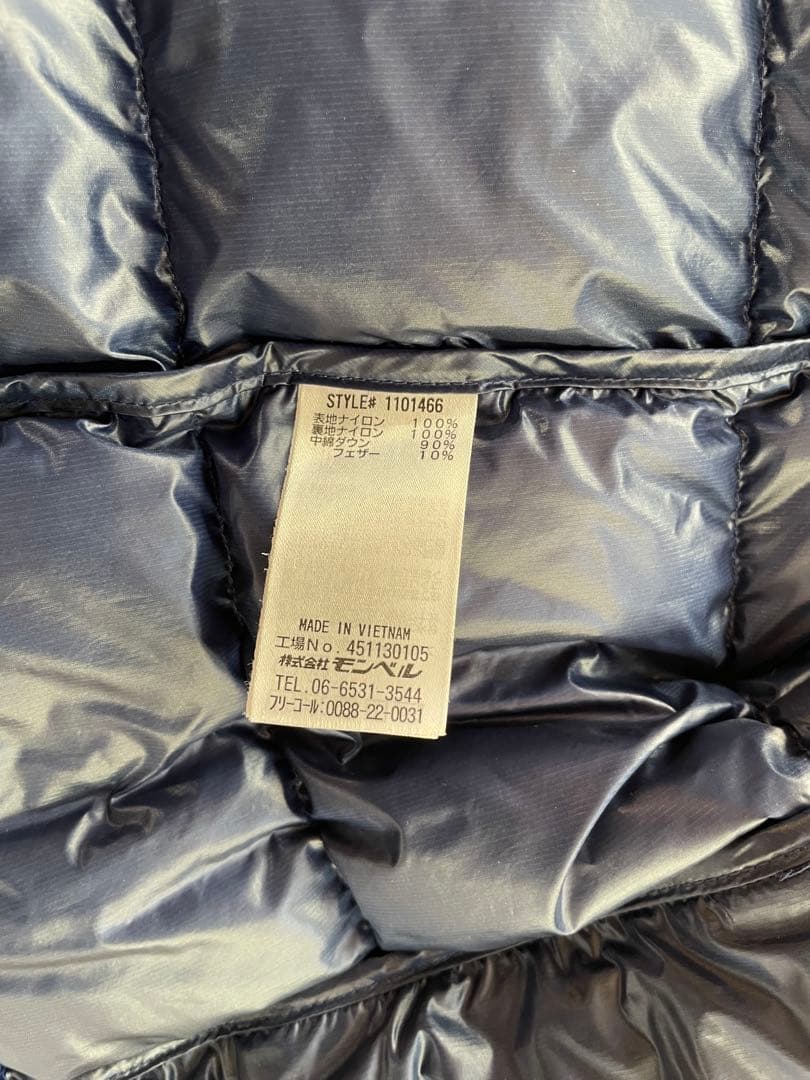 STYLE# 1101466
表地ナイロン 100%
裏地ナイロン 100%
中綿ダウン 90%
フェザー 10%
MADE IN VIETNAM
工場No. 451130105
株式会社モンベル
TEL.06-6531-3544
フリーコール:0088-22-0031